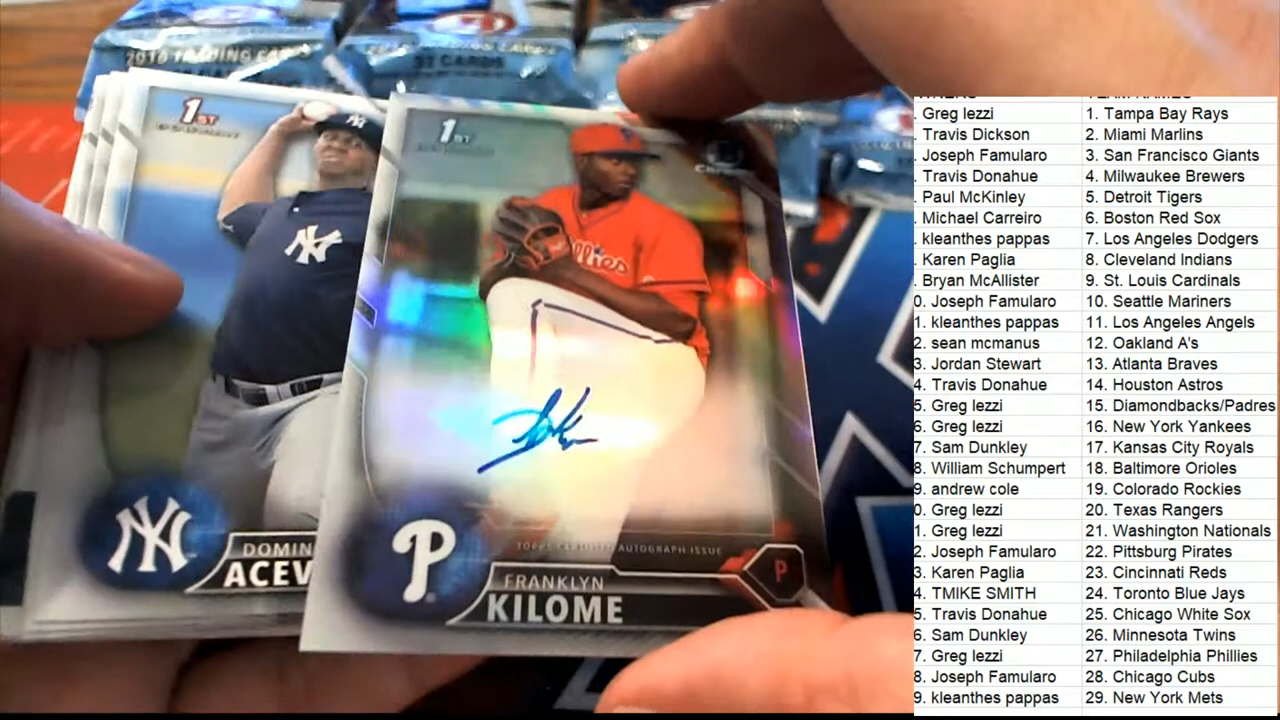 2016 TRADING CARDS
32 CARDS
1ST
NY
NY
NY
DOMIN
ACEV
1ST
CHROME
Phillies
TOPPS CERTIFIED AUTOGRAPH ISSUE
P
P
FRANKLYN
KILOME
. Greg Iezzi 1. Tampa Bay Rays
. Travis Dickson 2. Miami Marlins
. Joseph Famularo 3. San Francisco Giants
. Travis Donahue 4. Milwaukee Brewers
. Paul McKinley 5. Detroit Tigers
. Michael Carreiro 6. Boston Red Sox
. kleanthes pappas 7. Los Angeles Dodgers
. Karen Paglia 8. Cleveland Indians
. Bryan McAllister 9. St. Louis Cardinals
0. Joseph Famularo 10. Seattle Mariners
1. kleanthes pappas 11. Los Angeles Angels
2. sean mcmanus 12. Oakland A's
3. Jordan Stewart 13. Atlanta Braves
4. Travis Donahue 14. Houston Astros
5. Greg Iezzi 15. Diamondbacks/Padres
6. Greg Iezzi 16. New York Yankees
7. Sam Dunkley 17. Kansas City Royals
8. William Schumpert 18. Baltimore Orioles
9. andrew cole 19. Colorado Rockies
0. Greg Iezzi 20. Texas Rangers
1. Greg Iezzi 21. Washington Nationals
2. Joseph Famularo 22. Pittsburg Pirates
3. Karen Paglia 23. Cincinnati Reds
4. TMIKE SMITH 24. Toronto Blue Jays
5. Travis Donahue 25. Chicago White Sox
6. Sam Dunkley 26. Minnesota Twins
7. Greg Iezzi 27. Philadelphia Phillies
8. Joseph Famularo 28. Chicago Cubs
9. kleanthes pappas 29. New York Mets